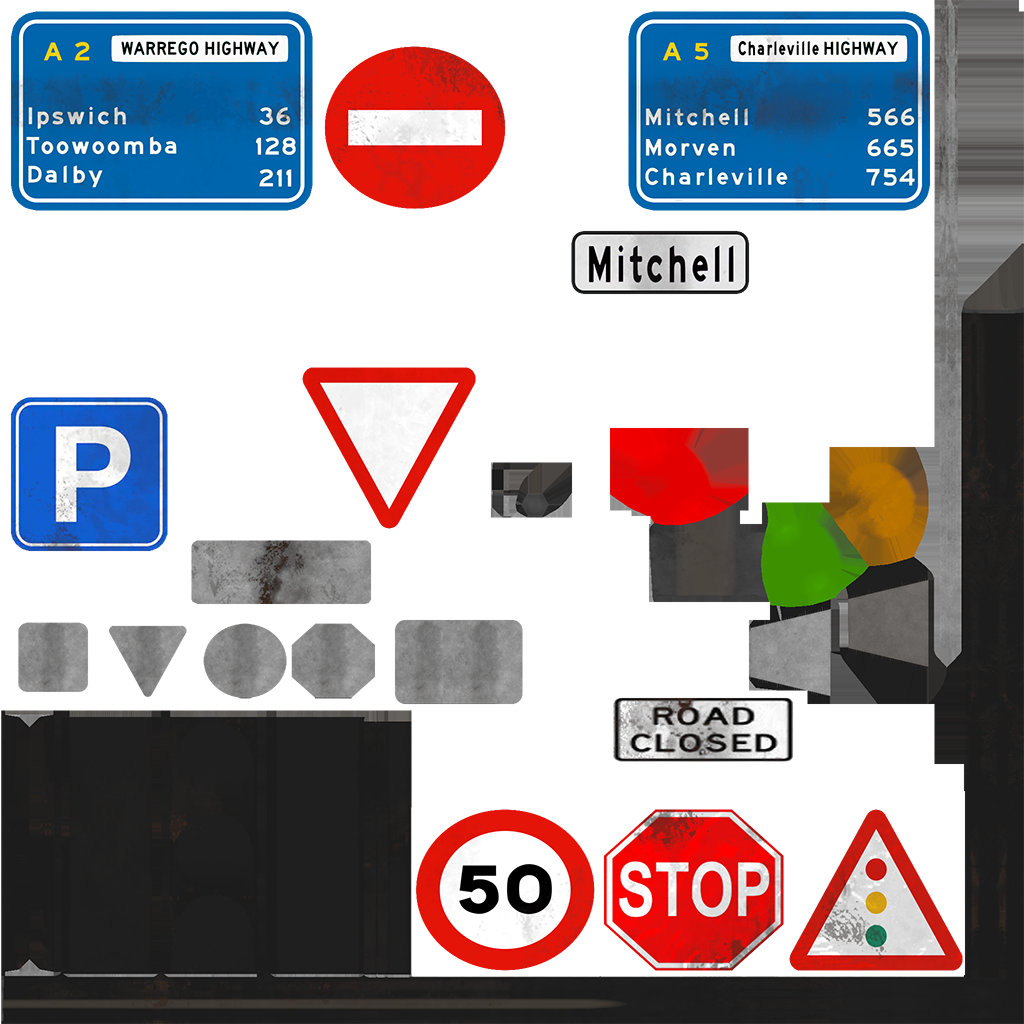 A 2 WARREGO HIGHWAY
Ipswich 36
Toowoomba 128
Dalby 211
A 5 Charleville HIGHWAY
Mitchell 566
Morven 665
Charleville 754
Mitchell
P
ROAD
CLOSED
50
STOP